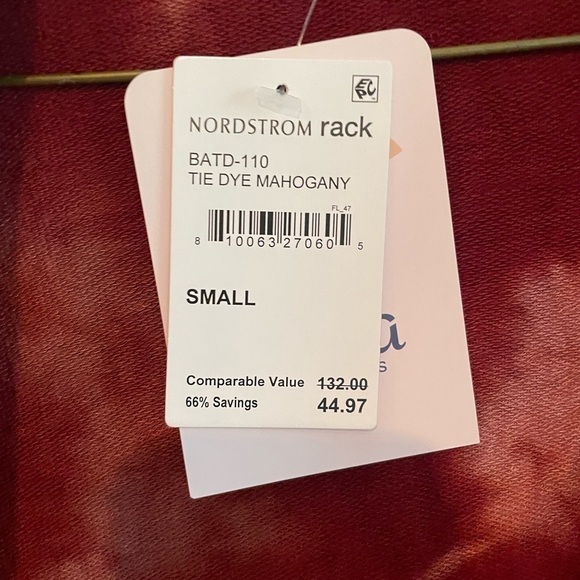 EPC
NORDSTROM rack
BATD-110
TIE DYE MAHOGANY
FL_47
8 10063 27060 5
SMALL
Comparable Value 132.00
66% Savings 44.97
a
S